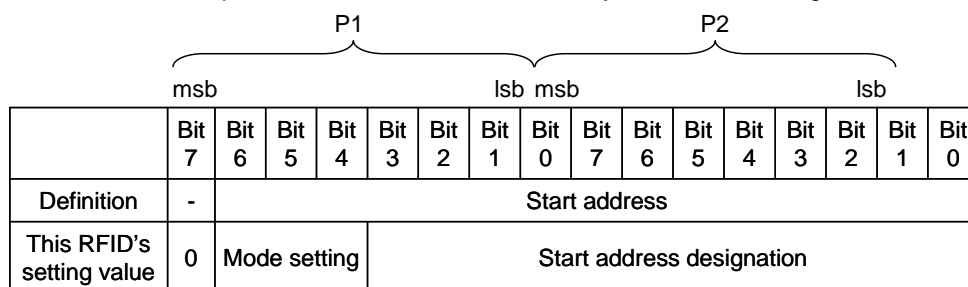 P1 P2
msb lsb msb lsb
Bit 7 Bit 6 Bit 5 Bit 4 Bit 3 Bit 2 Bit 1 Bit 0 Bit 7 Bit 6 Bit 5 Bit 4 Bit 3 Bit 2 Bit 1 Bit 0
Definition - Start address
This RFID's setting value 0 Mode setting Start address designation